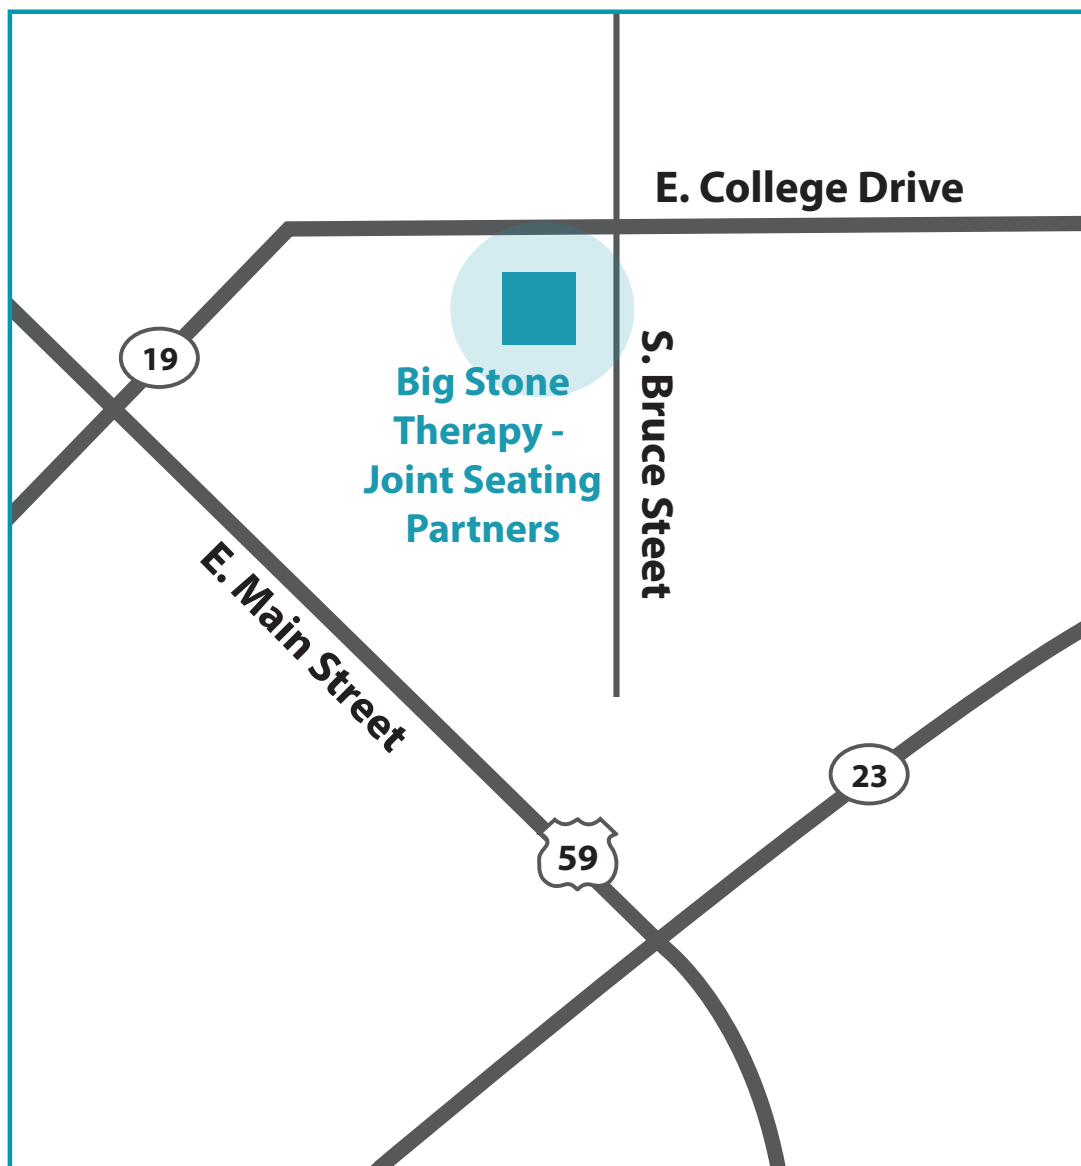 E. College Drive
19
Big Stone
Therapy -
Joint Seating
Partners
S. Bruce Steet
E. Main Street
23
59